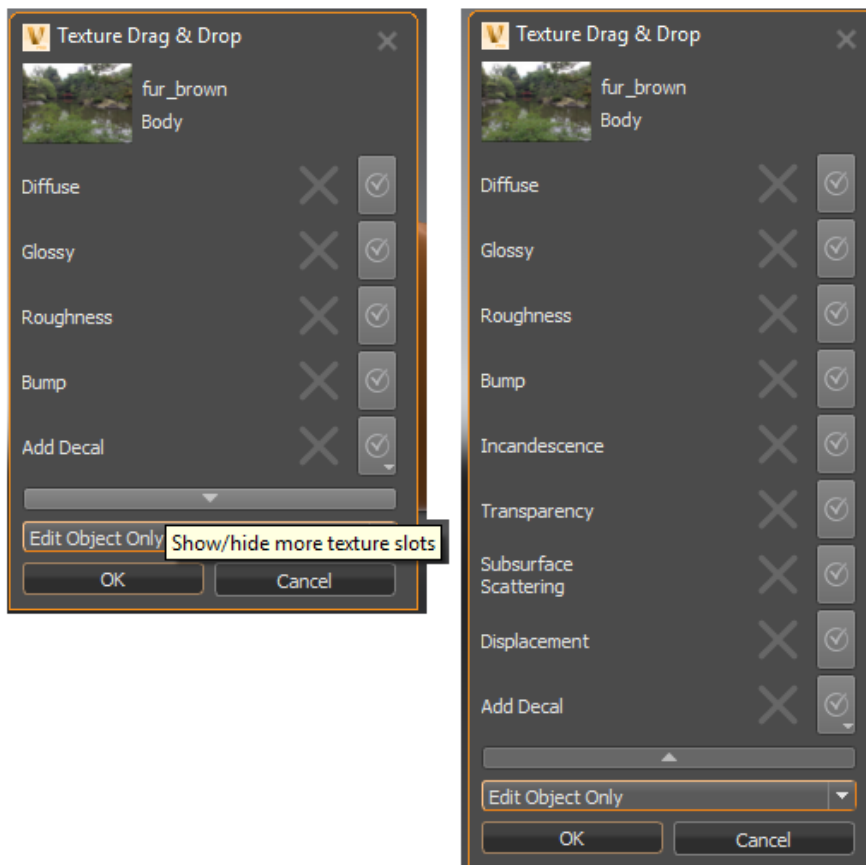 Texture Drag & Drop
fur_brown
Body
Diffuse
Glossy
Roughness
Bump
Add Decal
Edit Object Only
Show/hide more texture slots
OK
Cancel
Texture Drag & Drop
fur_brown
Body
Diffuse
Glossy
Roughness
Bump
Incandescence
Transparency
Subsurface
Scattering
Displacement
Add Decal
Edit Object Only
OK
Cancel